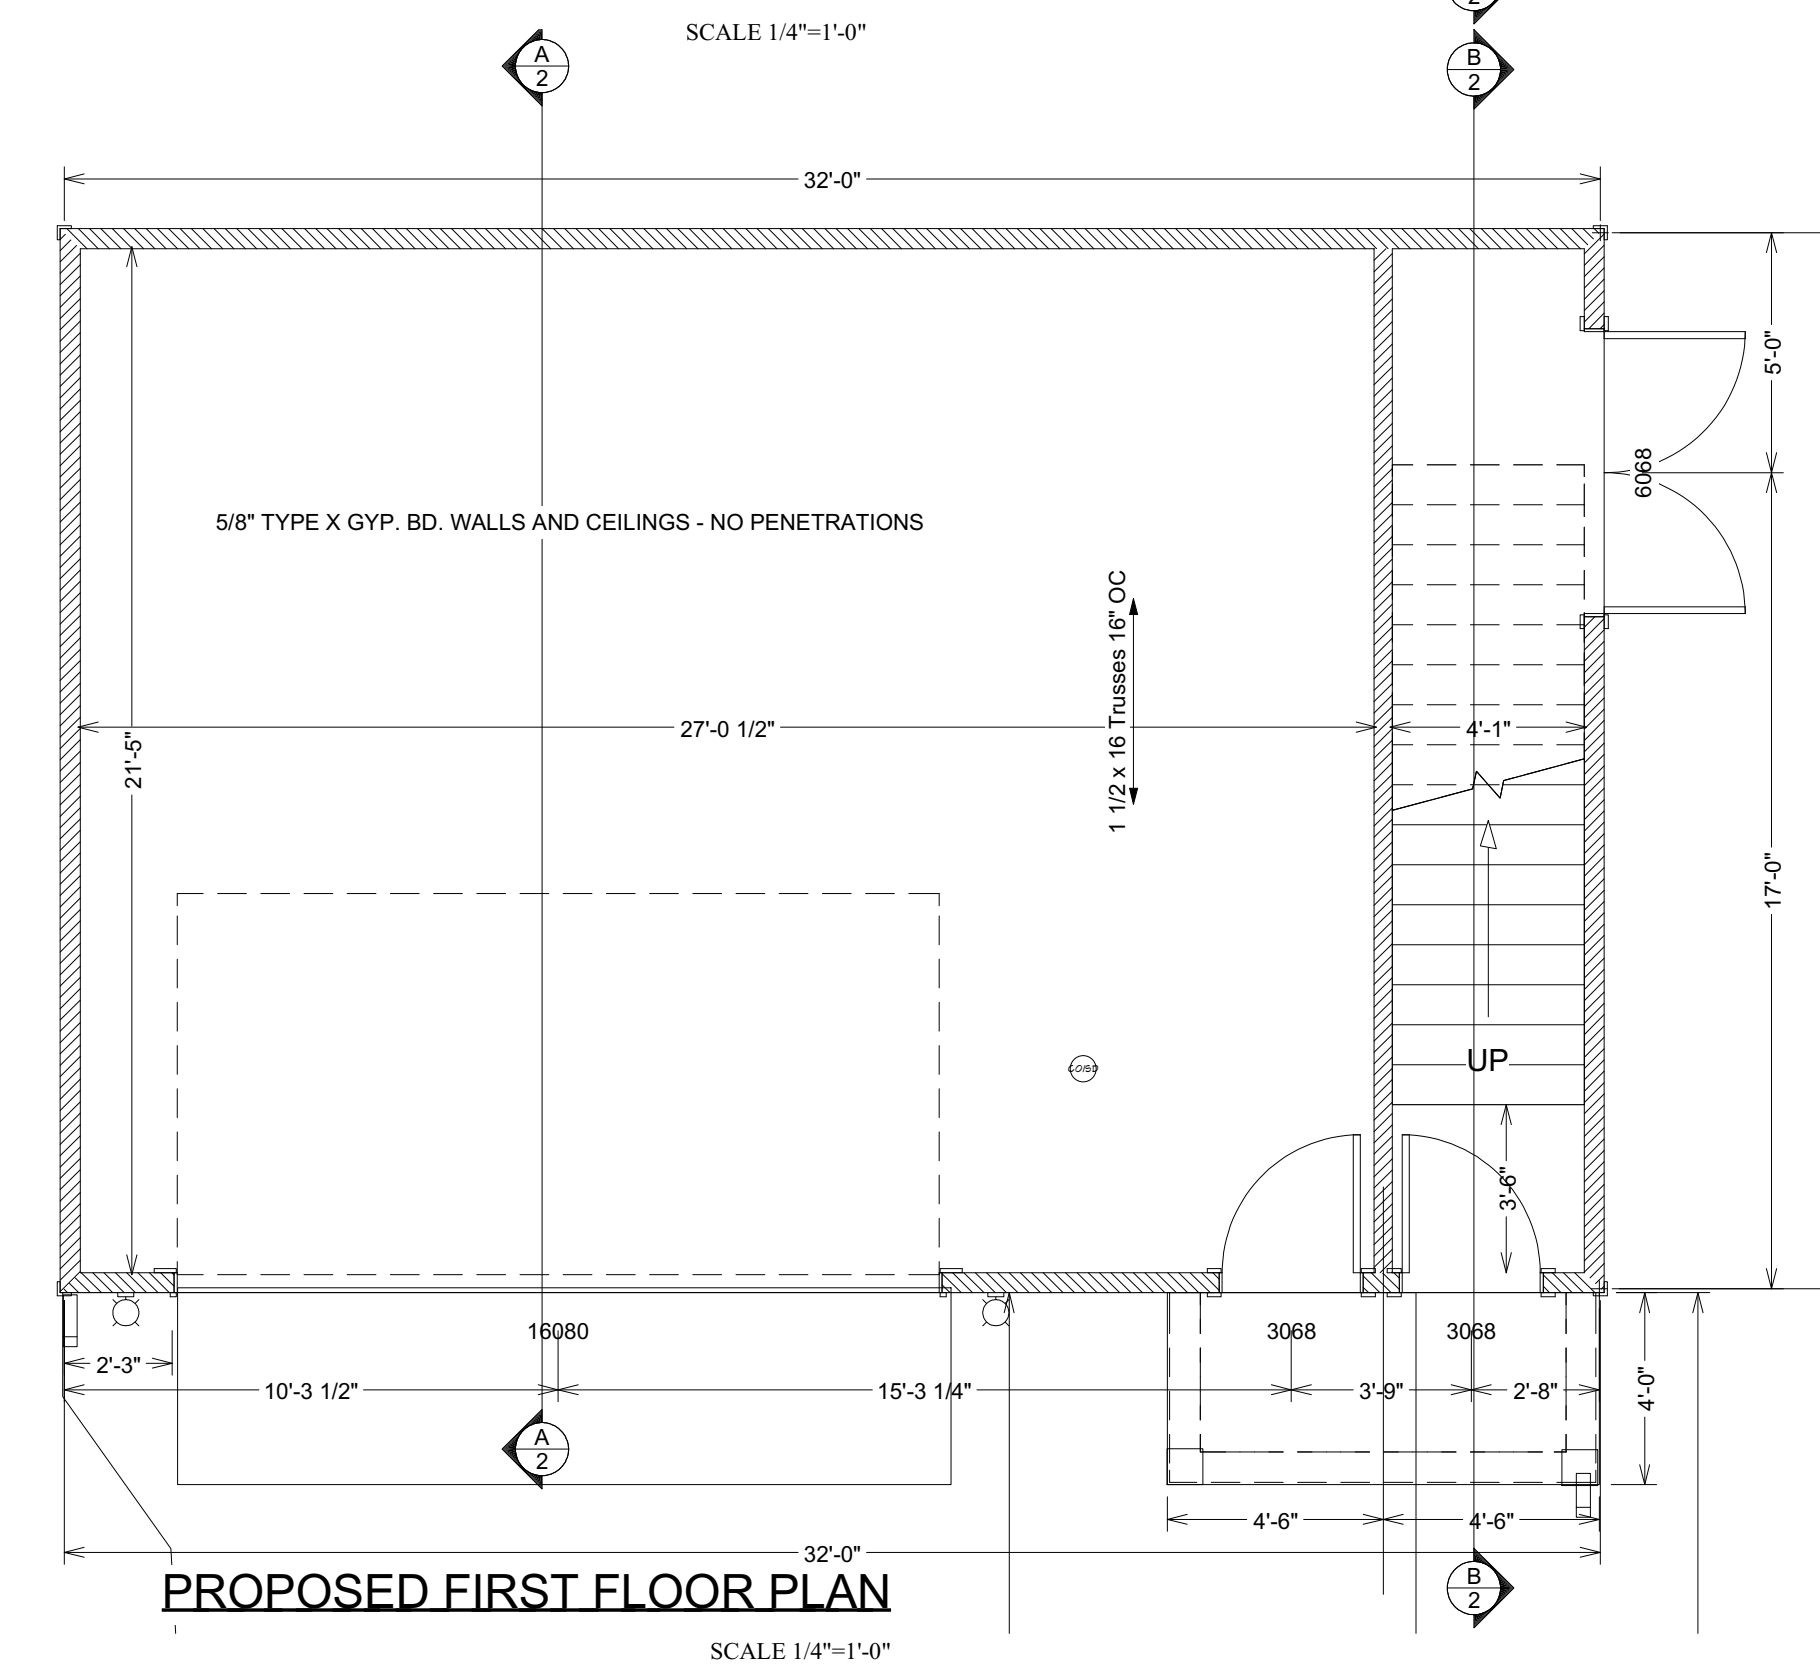 2
SCALE 1/4"=1'-0"
A
2
B
2
32'-0"
5'-0"
6068
5/8" TYPE X GYP. BD. WALLS AND CEILINGS - NO PENETRATIONS
1 1/2 x 16 Trusses 16" OC
27'-0 1/2"
4'-1"
21'-5"
17'-0"
UP
CO/SD
3'-6"
16080
3068
3068
2'-3"
10'-3 1/2"
15'-3 1/4"
3'-9"
2'-8"
4'-0"
A
2
4'-6"
4'-6"
32'-0"
B
2
PROPOSED FIRST FLOOR PLAN
SCALE 1/4"=1'-0"